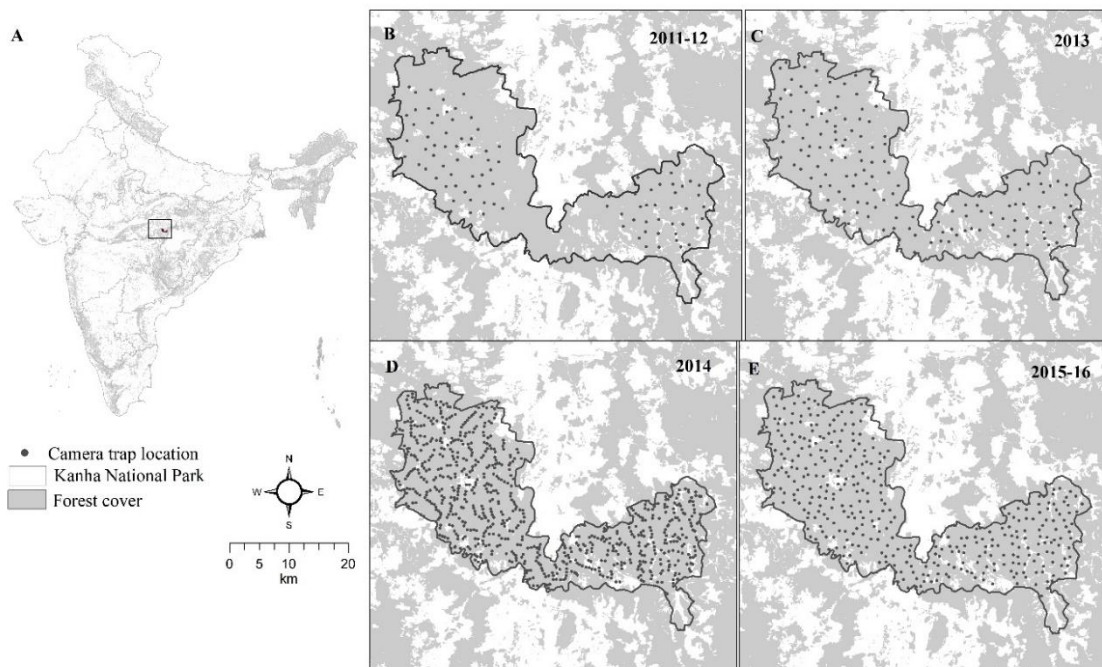 A
B
2011-12
C
2013
D
2014
E
2015-16
Camera trap location
Kanha National Park
Forest cover
N
W
E
S
0 5 10 20
km